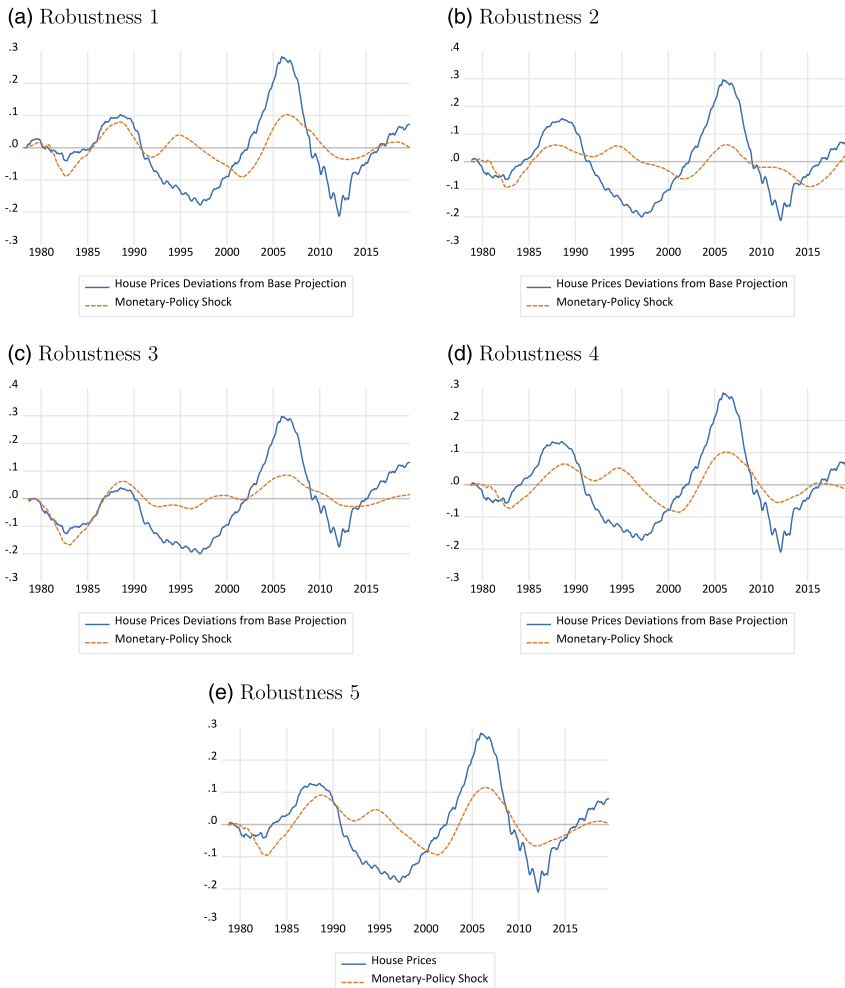 (a) Robustness 1
.3
.2
.1
.0
-.1
-.2
-.3
1980 1985 1990 1995 2000 2005 2010 2015
House Prices Deviations from Base Projection
Monetary-Policy Shock
(b) Robustness 2
.4
.3
.2
.1
.0
-.1
-.2
-.3
1980 1985 1990 1995 2000 2005 2010 2015
House Prices Deviations from Base Projection
Monetary-Policy Shock
(c) Robustness 3
.4
.3
.2
.1
.0
-.1
-.2
-.3
1980 1985 1990 1995 2000 2005 2010 2015
House Prices Deviations from Base Projection
Monetary-Policy Shock
(d) Robustness 4
.3
.2
.1
.0
-.1
-.2
-.3
1980 1985 1990 1995 2000 2005 2010 2015
House Prices Deviations from Base Projection
Monetary-Policy Shock
(e) Robustness 5
.3
.2
.1
.0
-.1
-.2
-.3
1980 1985 1990 1995 2000 2005 2010 2015
House Prices
Monetary-Policy Shock